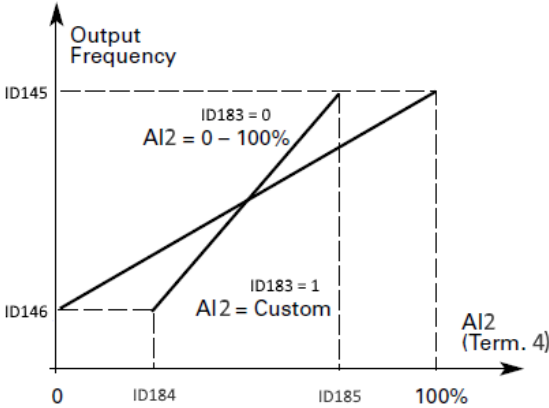 Output
Frequency
ID145
ID183 = 0
AI2 = 0 – 100%
ID183 = 1
AI2 = Custom
ID146
AI2
(Term. 4)
0
ID184
ID185
100%